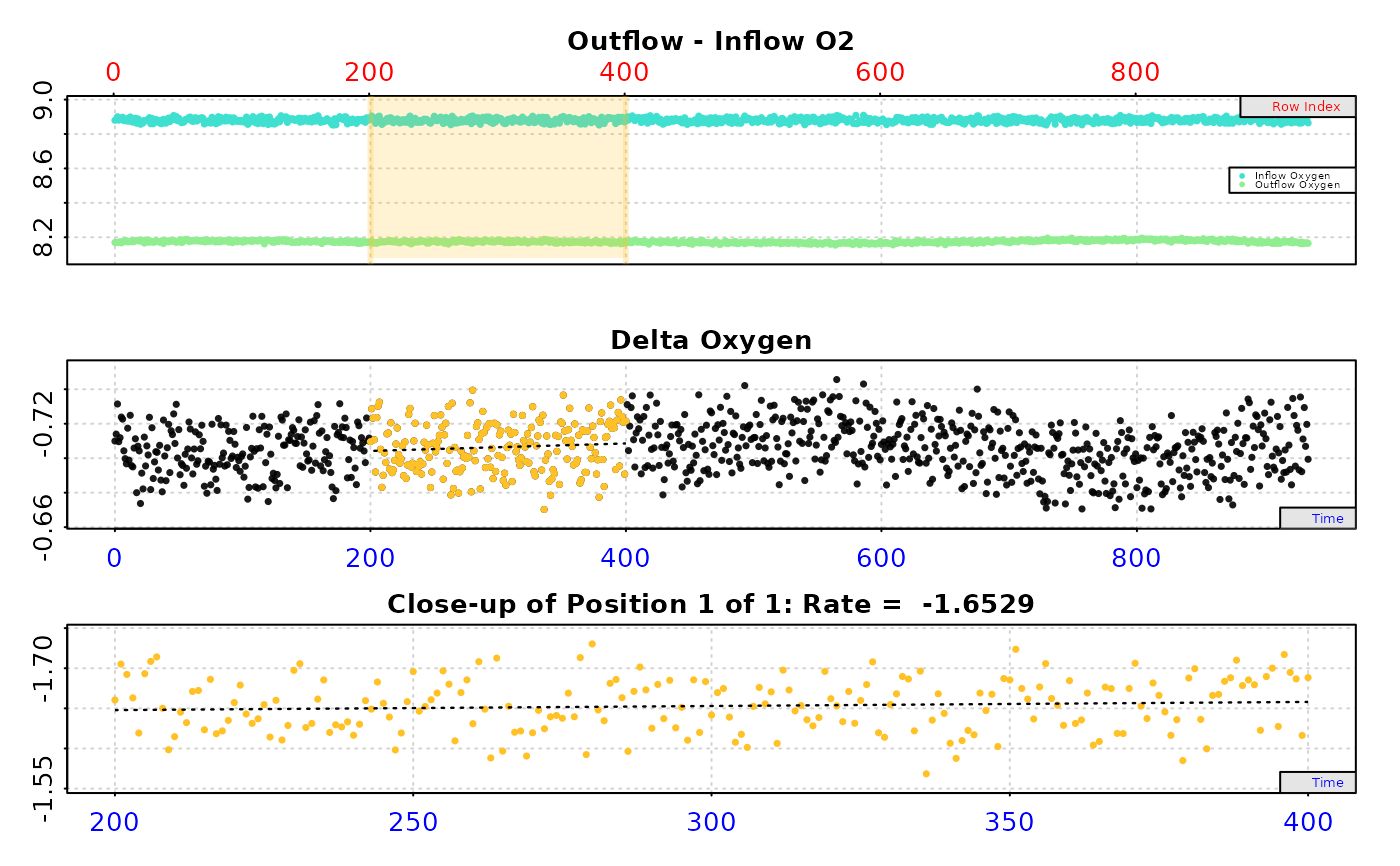 Outflow - Inflow O2
0 200 400 600 800
9.0
8.6
8.2
Row Index
Inflow Oxygen
Outflow Oxygen
Delta Oxygen
-0.72
-0.66
Time
0 200 400 600 800
Close-up of Position 1 of 1: Rate = -1.6529
-1.70
-1.55
Time
200 250 300 350 400